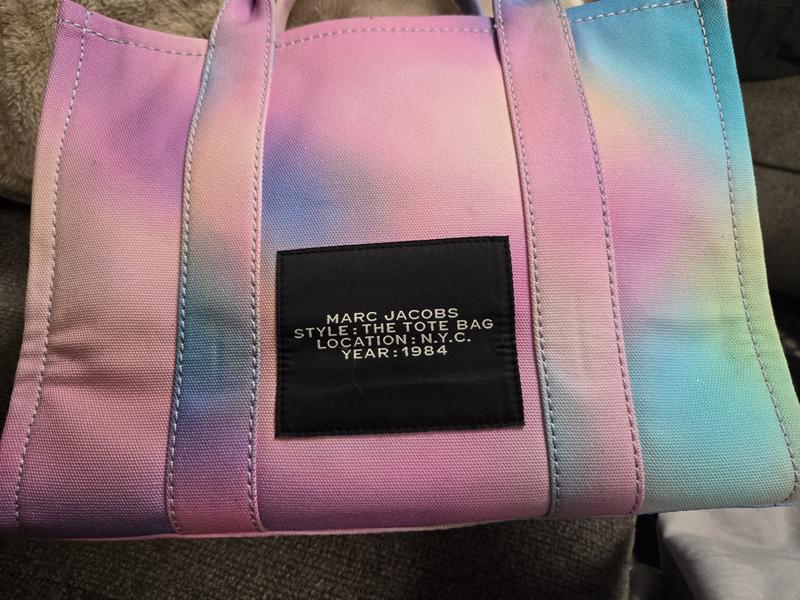 MARC JACOBS
STYLE : THE TOTE BAG
LOCATION : N.Y.C.
YEAR : 1984